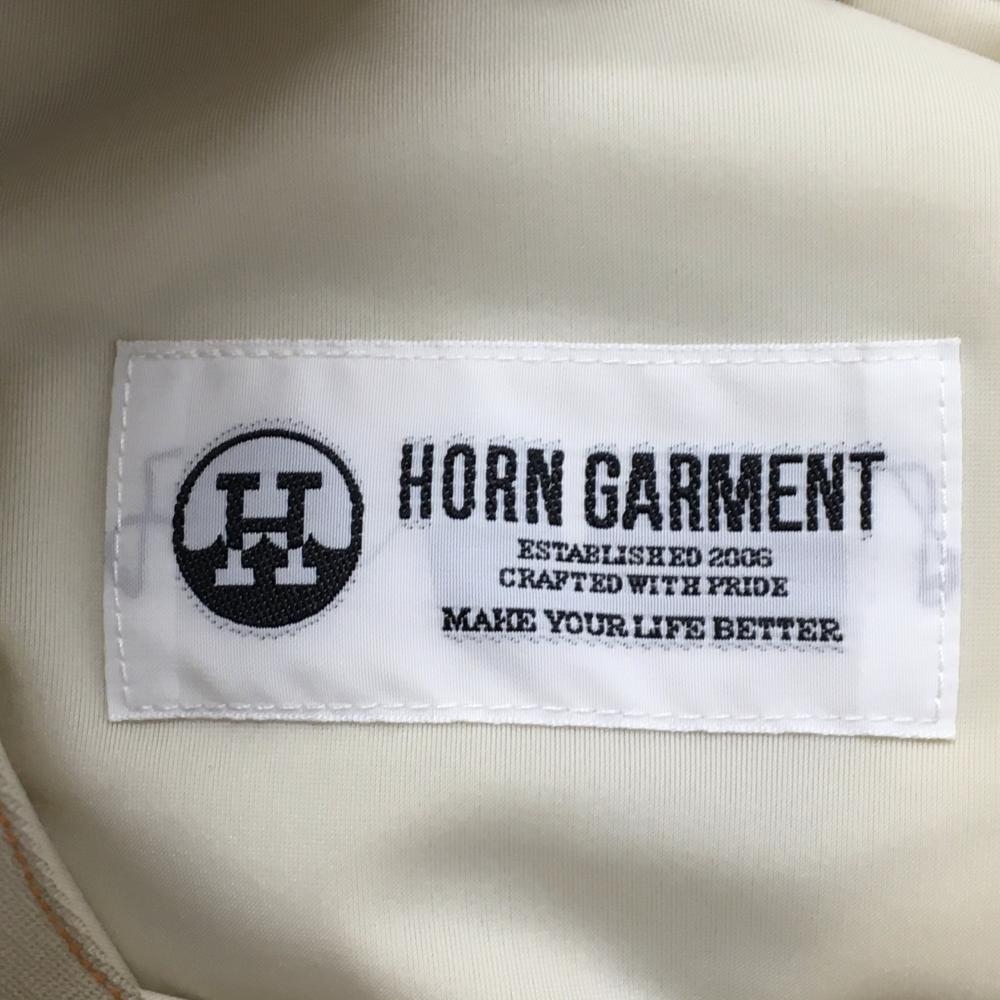 H
HORN GARMENT
ESTABLISHED 2006
CRAFTED WITH PRIDE
MAKE YOUR LIFE BETTER